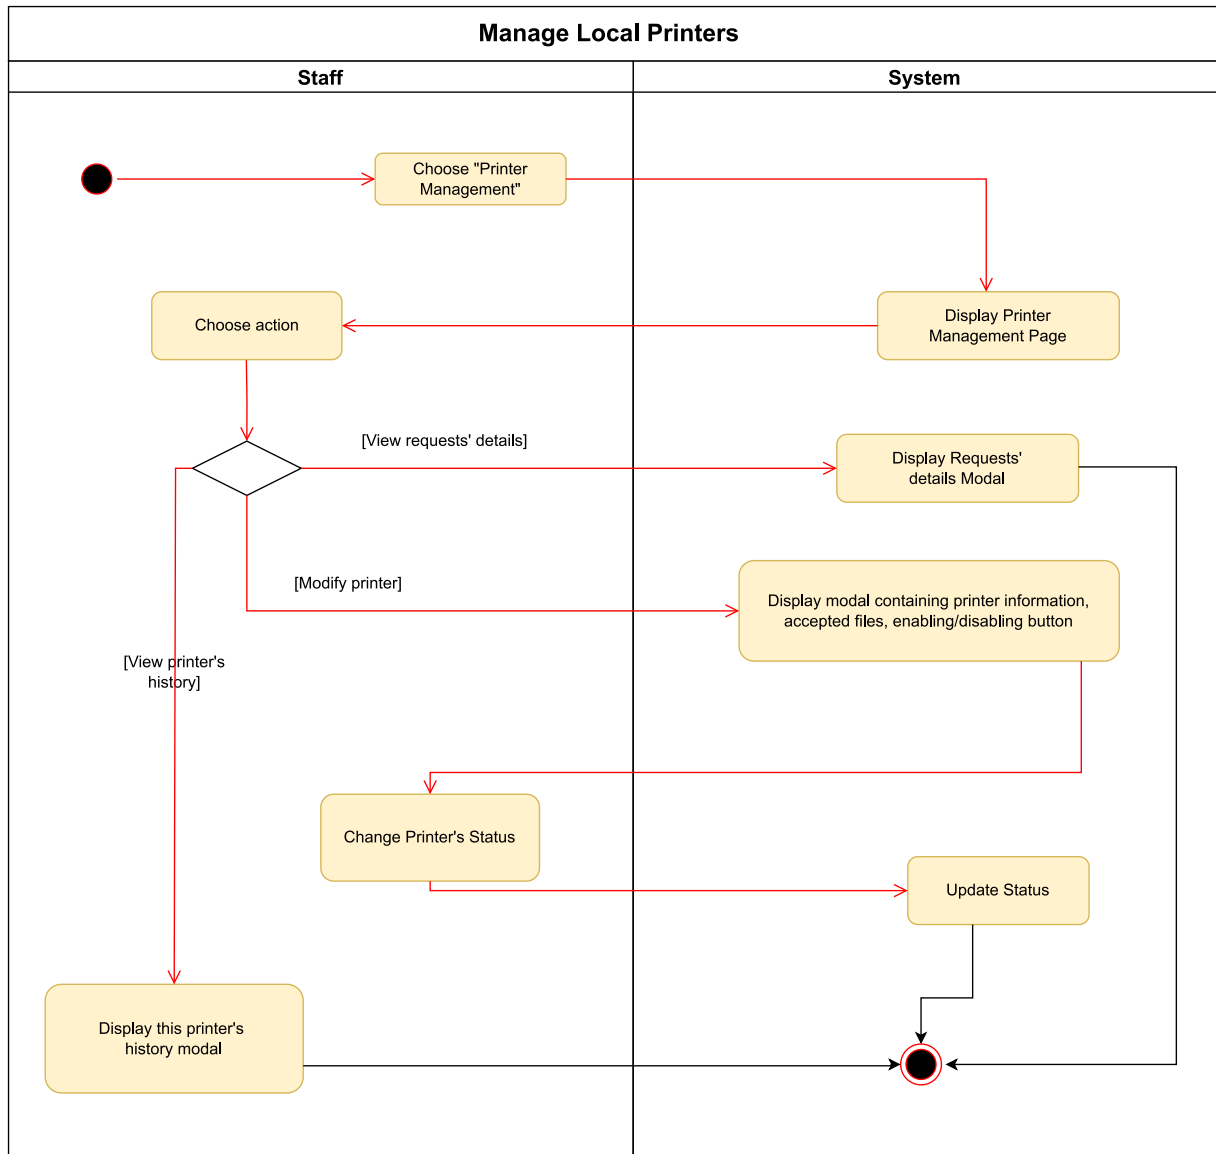 Manage Local Printers
Staff
System
Choose "Printer
Management"
Choose action
Display Printer
Management Page
[View requests' details]
Display Requests'
details Modal
[Modify printer]
Display modal containing printer information,
accepted files, enabling/disabling button
[View printer's
history]
Change Printer's Status
Update Status
Display this printer's
history modal